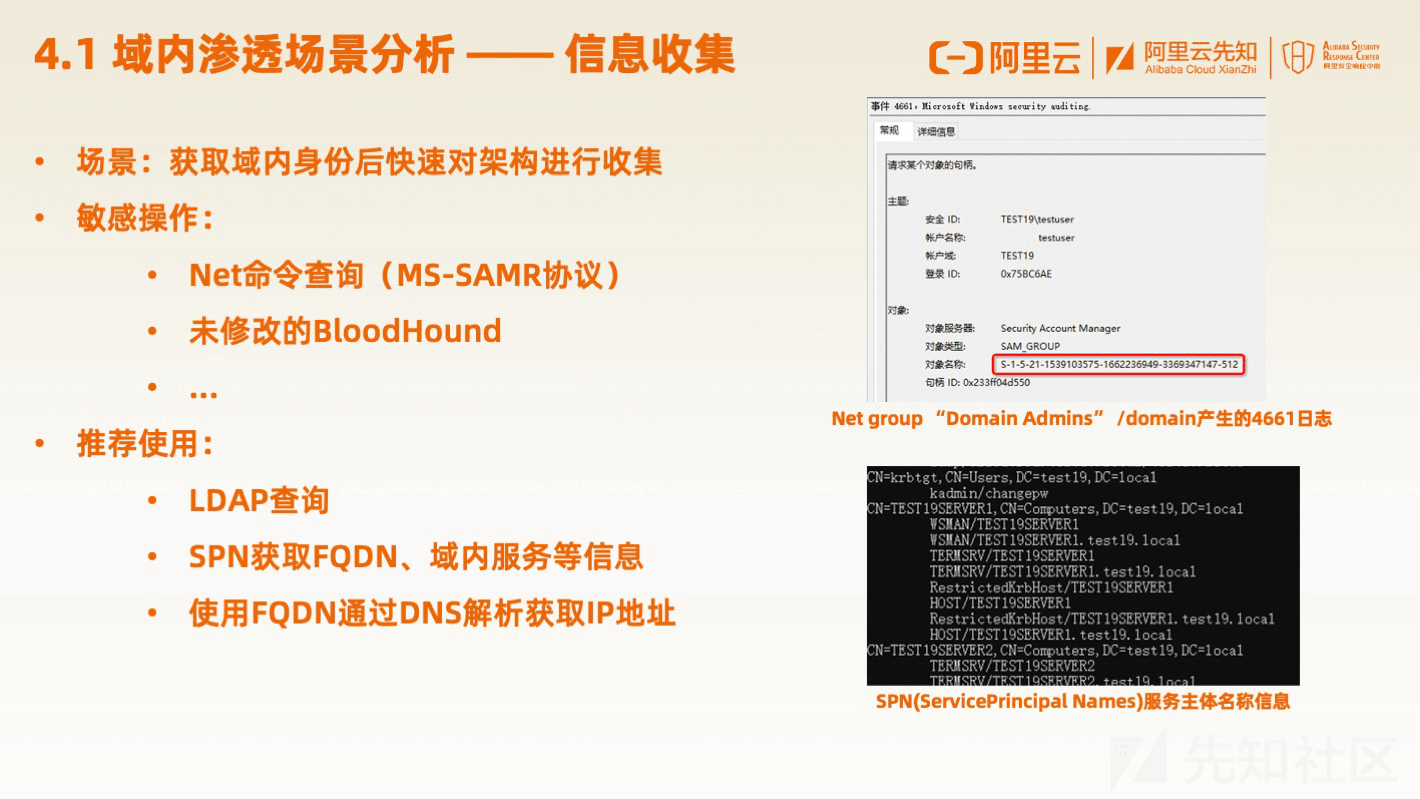 4.1 域内渗透场景分析 —— 信息收集
阿里云
阿里云先知
Alibaba Cloud XianZhi
ALIBABA SECURITY
RESPONSE CENTER
阿里安全响应中心
• 场景：获取域内身份后快速对架构进行收集
• 敏感操作：
• Net命令查询（MS-SAMR协议）
• 未修改的BloodHound
• ...
• 推荐使用：
• LDAP查询
• SPN获取FQDN、域内服务等信息
• 使用FQDN通过DNS解析获取IP地址
事件 4661，Microsoft Windows security auditing.
常规 详细信息
请求某个对象的句柄。
主题:
安全 ID: TEST19\testuser
帐户名称: testuser
帐户域: TEST19
登录 ID: 0x75BC6AE
对象:
对象服务器: Security Account Manager
对象类型: SAM_GROUP
对象名称: S-1-5-21-1539103575-1662236949-3369347147-512
句柄 ID: 0x233ff04d550
Net group “Domain Admins” /domain产生的4661日志
CN=krbtgt,CN=Users,DC=test19,DC=local
kadmin/changepw
CN=TEST19SERVER1,CN=Computers,DC=test19,DC=local
WSMAN/TEST19SERVER1
WSMAN/TEST19SERVER1.test19.local
TERMSRV/TEST19SERVER1
TERMSRV/TEST19SERVER1.test19.local
RestrictedKrbHost/TEST19SERVER1
HOST/TEST19SERVER1
RestrictedKrbHost/TEST19SERVER1.test19.local
HOST/TEST19SERVER1.test19.local
CN=TEST19SERVER2,CN=Computers,DC=test19,DC=local
TERMSRV/TEST19SERVER2
TERMSRV/TEST19SERVER2.test19.local
SPN(ServicePrincipal Names)服务主体名称信息
先知社区